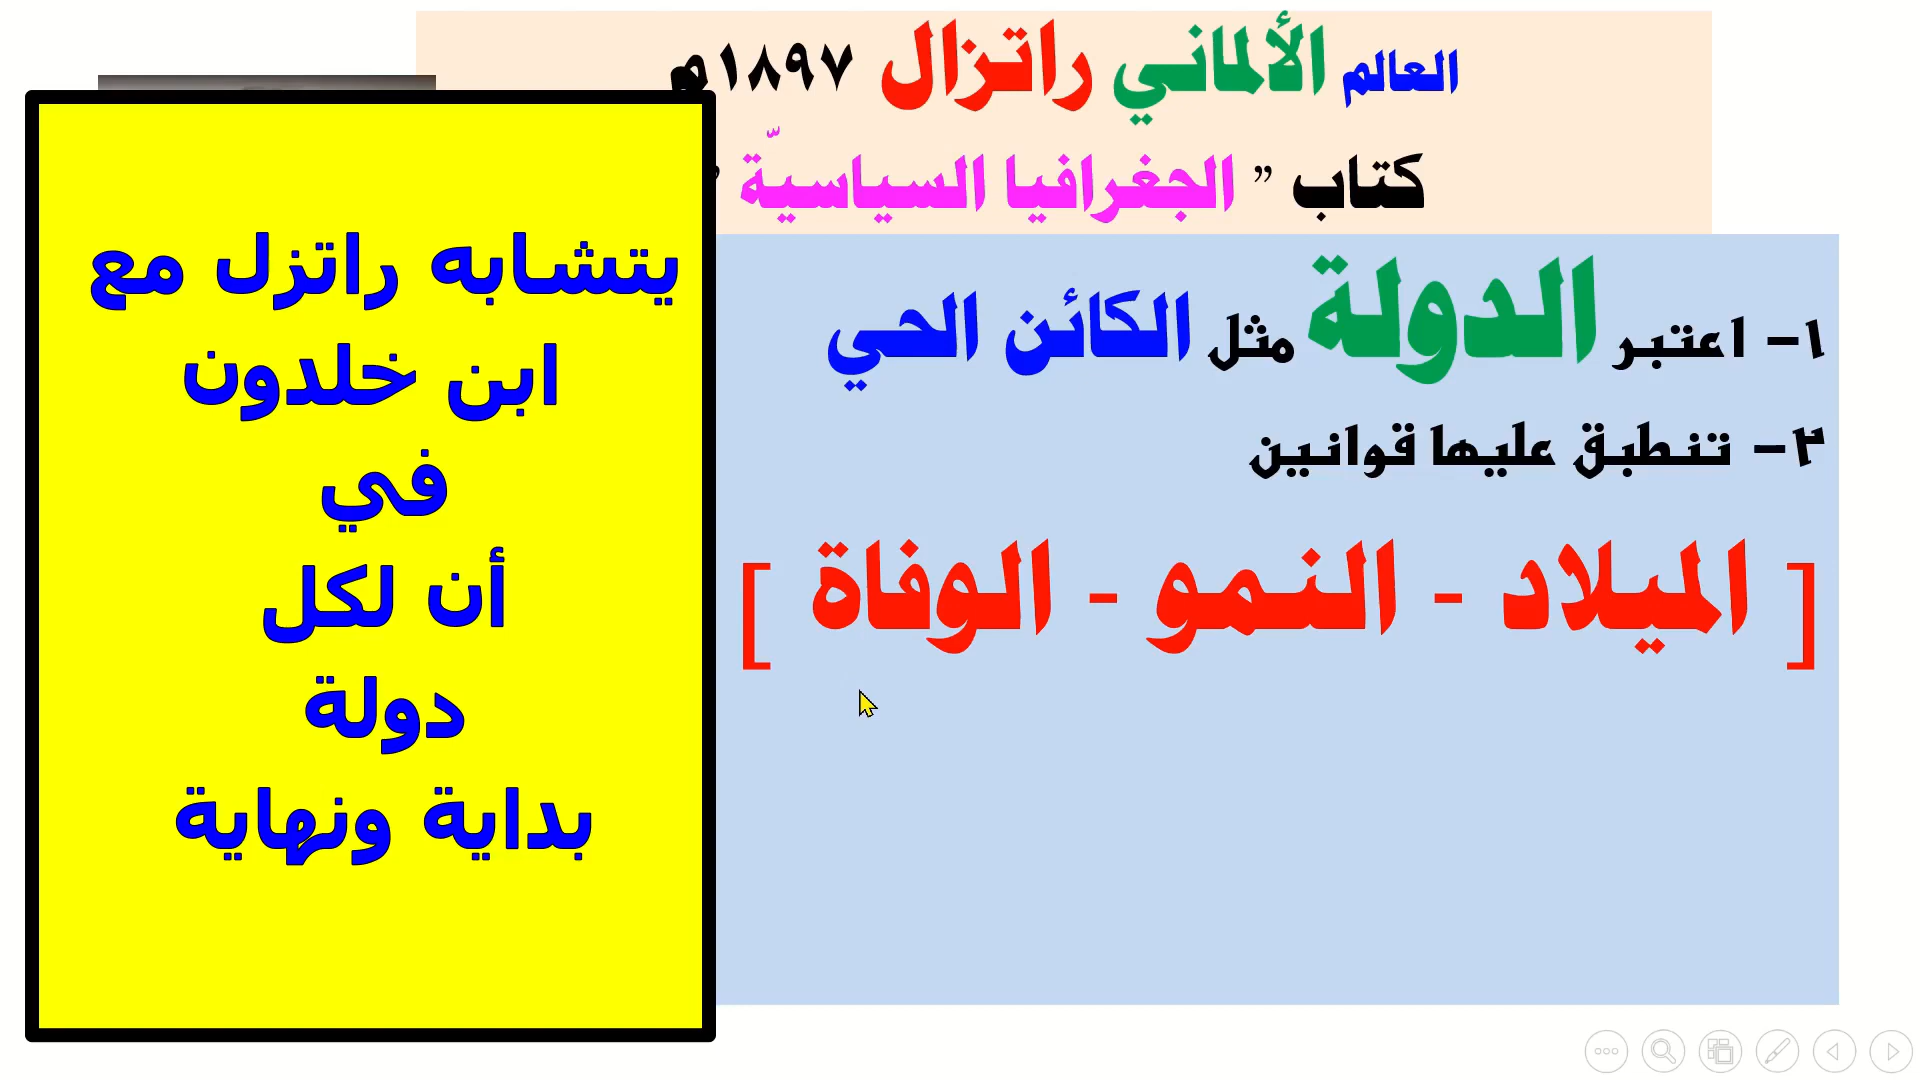 العالم الألماني راتزال ١٨٩٧م
كتاب ” الجغرافيا السياسيّة ”
١- اعتبر الدولة مثل الكائن الحي
٢- تنطبق عليها قوانين
[ الميلاد - النمو - الوفاة ]
يتشابه راتزل مع
ابن خلدون
في
أن لكل
دولة
بداية ونهاية